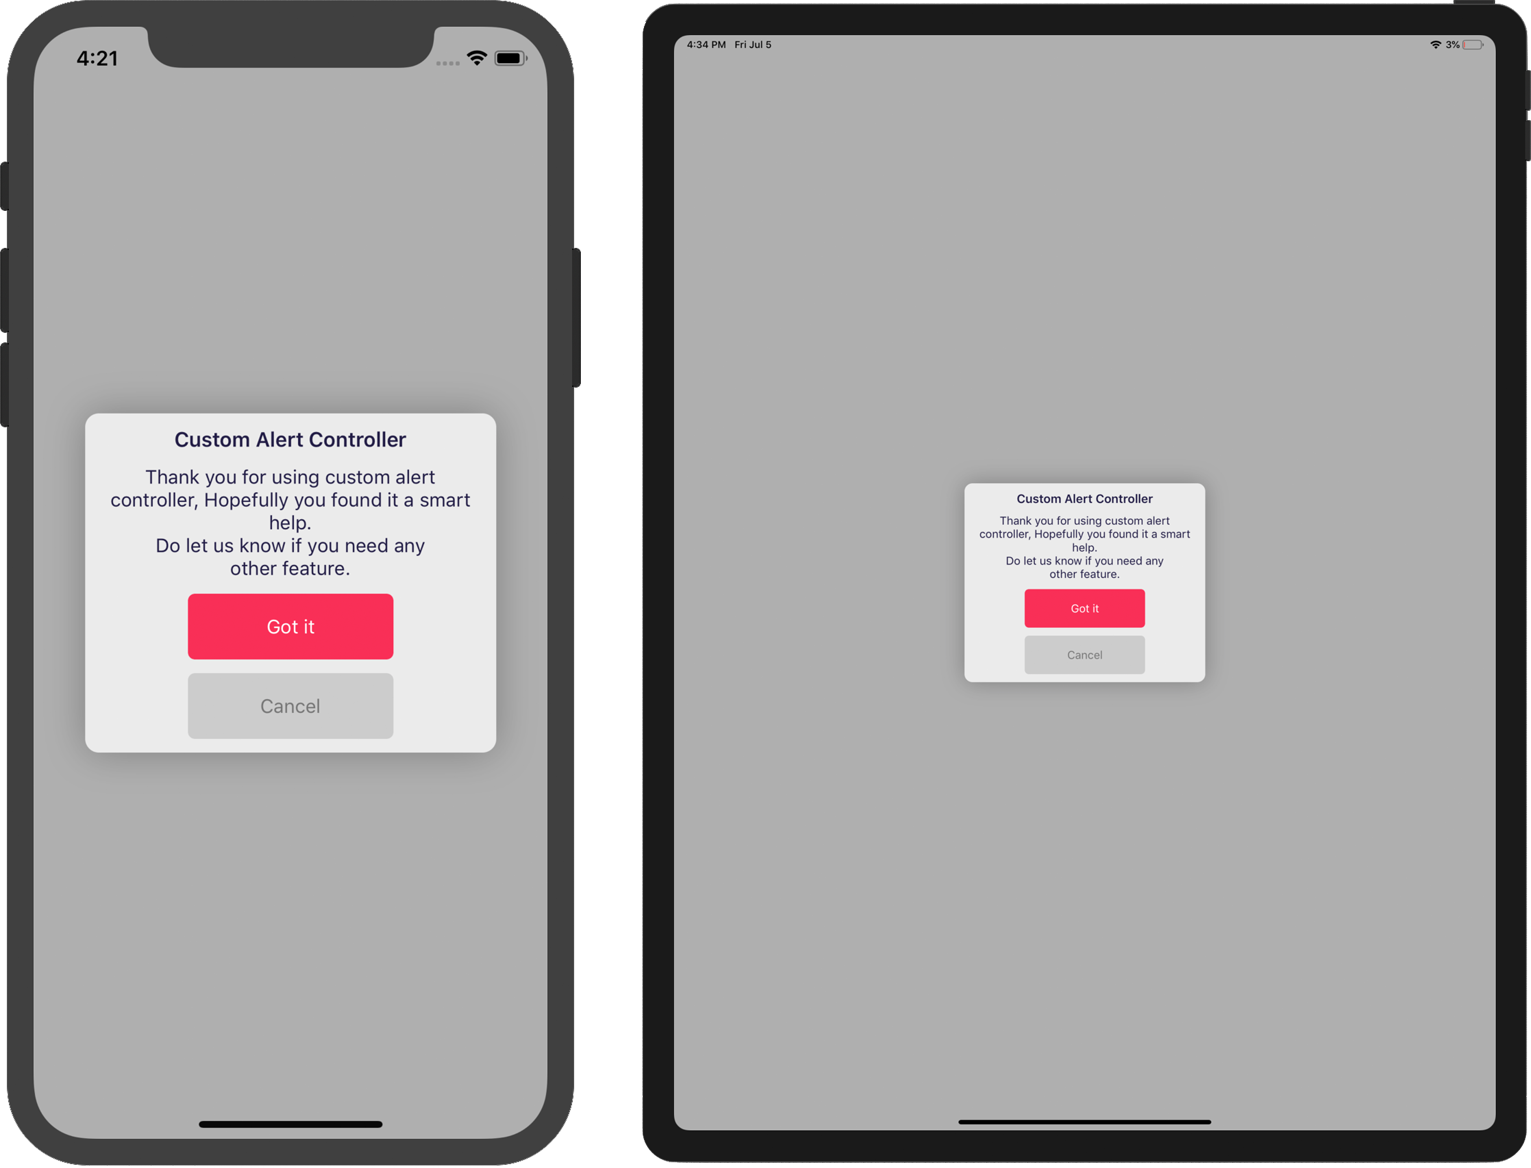 4:21
Custom Alert Controller
Thank you for using custom alert
controller, Hopefully you found it a smart
help.
Do let us know if you need any
other feature.
Got it
Cancel
4:34 PM Fri Jul 5
3%
Custom Alert Controller
Thank you for using custom alert
controller, Hopefully you found it a smart
help.
Do let us know if you need any
other feature.
Got it
Cancel